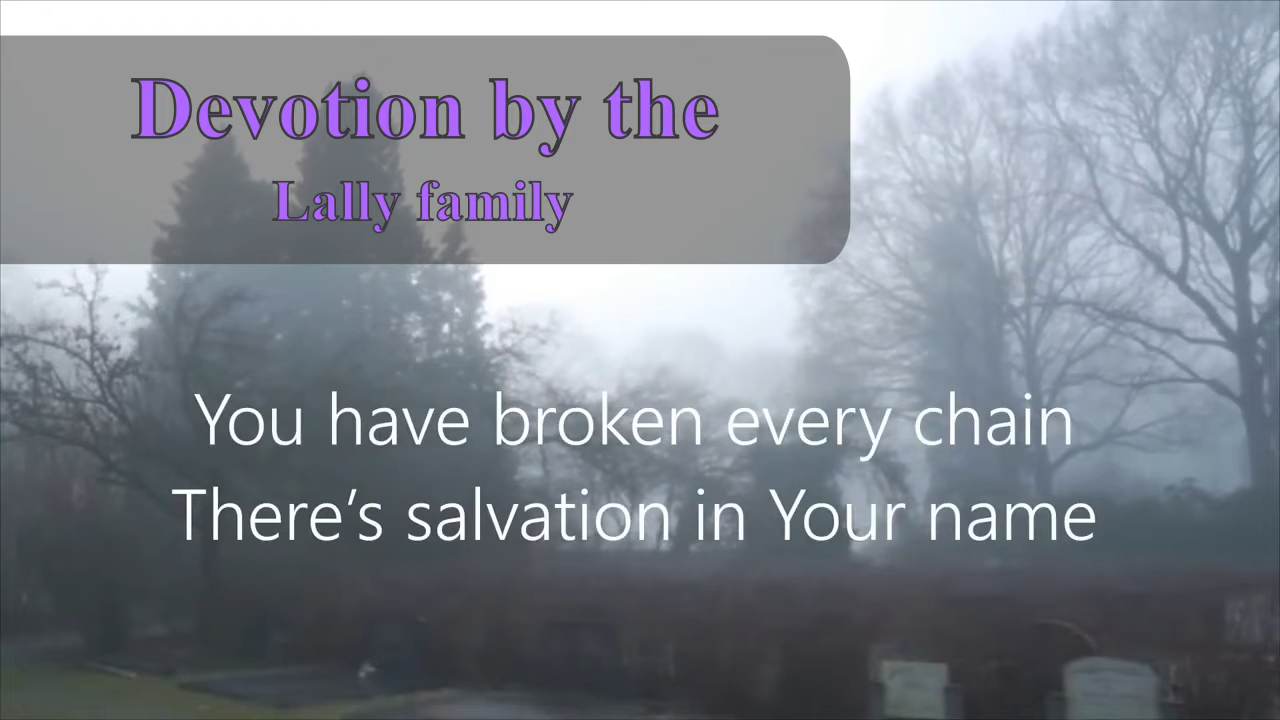 Devotion by the
Lally family
You have broken every chain
There’s salvation in Your name